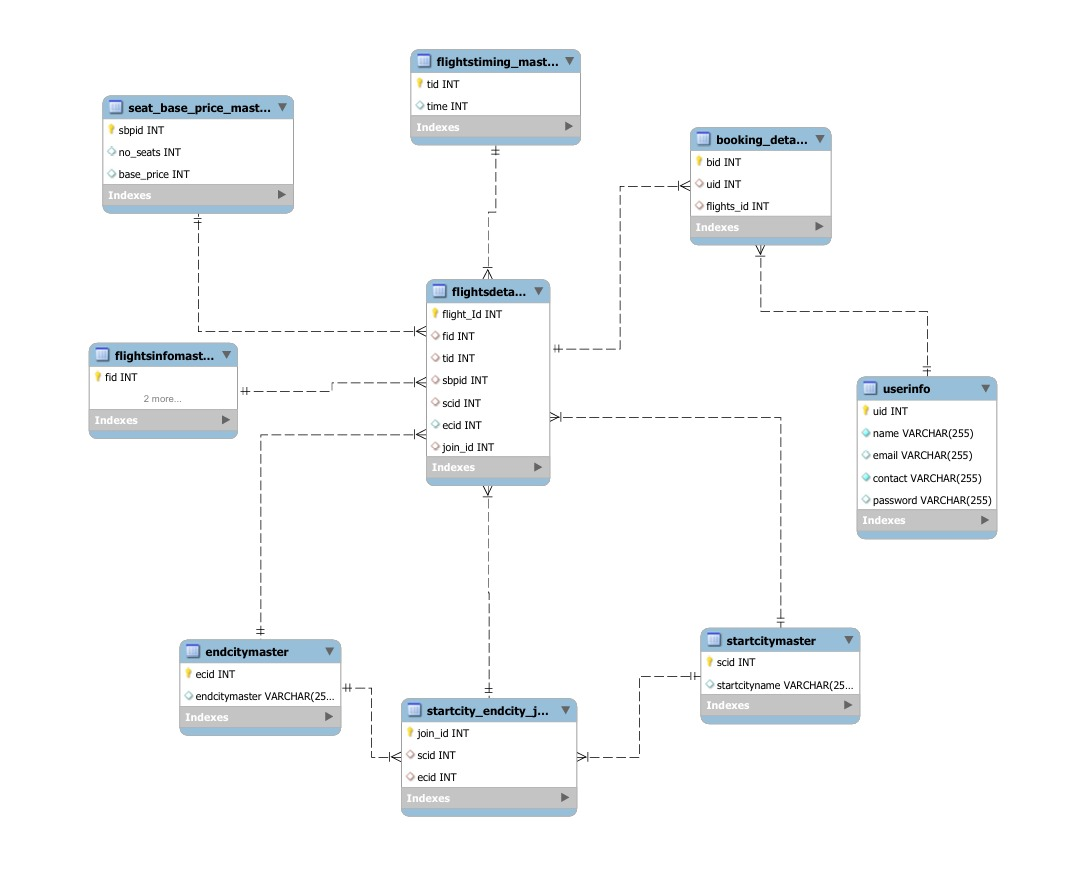 flightstiming_mast...
tid INT
time INT
Indexes
seat_base_price_mast...
sbpid INT
no_seats INT
base_price INT
Indexes
booking_deta...
bid INT
uid INT
flights_id INT
Indexes
flightsdeta...
flight_Id INT
fid INT
tid INT
sbpid INT
scid INT
ecid INT
join_id INT
Indexes
flightsinfomast...
fid INT
2 more...
Indexes
userinfo
uid INT
name VARCHAR(255)
email VARCHAR(255)
contact VARCHAR(255)
password VARCHAR(255)
Indexes
endcitymaster
ecid INT
endcitymaster VARCHAR(25...
Indexes
startcitymaster
scid INT
startcityname VARCHAR(25...
Indexes
startcity_endcity_j...
join_id INT
scid INT
ecid INT
Indexes